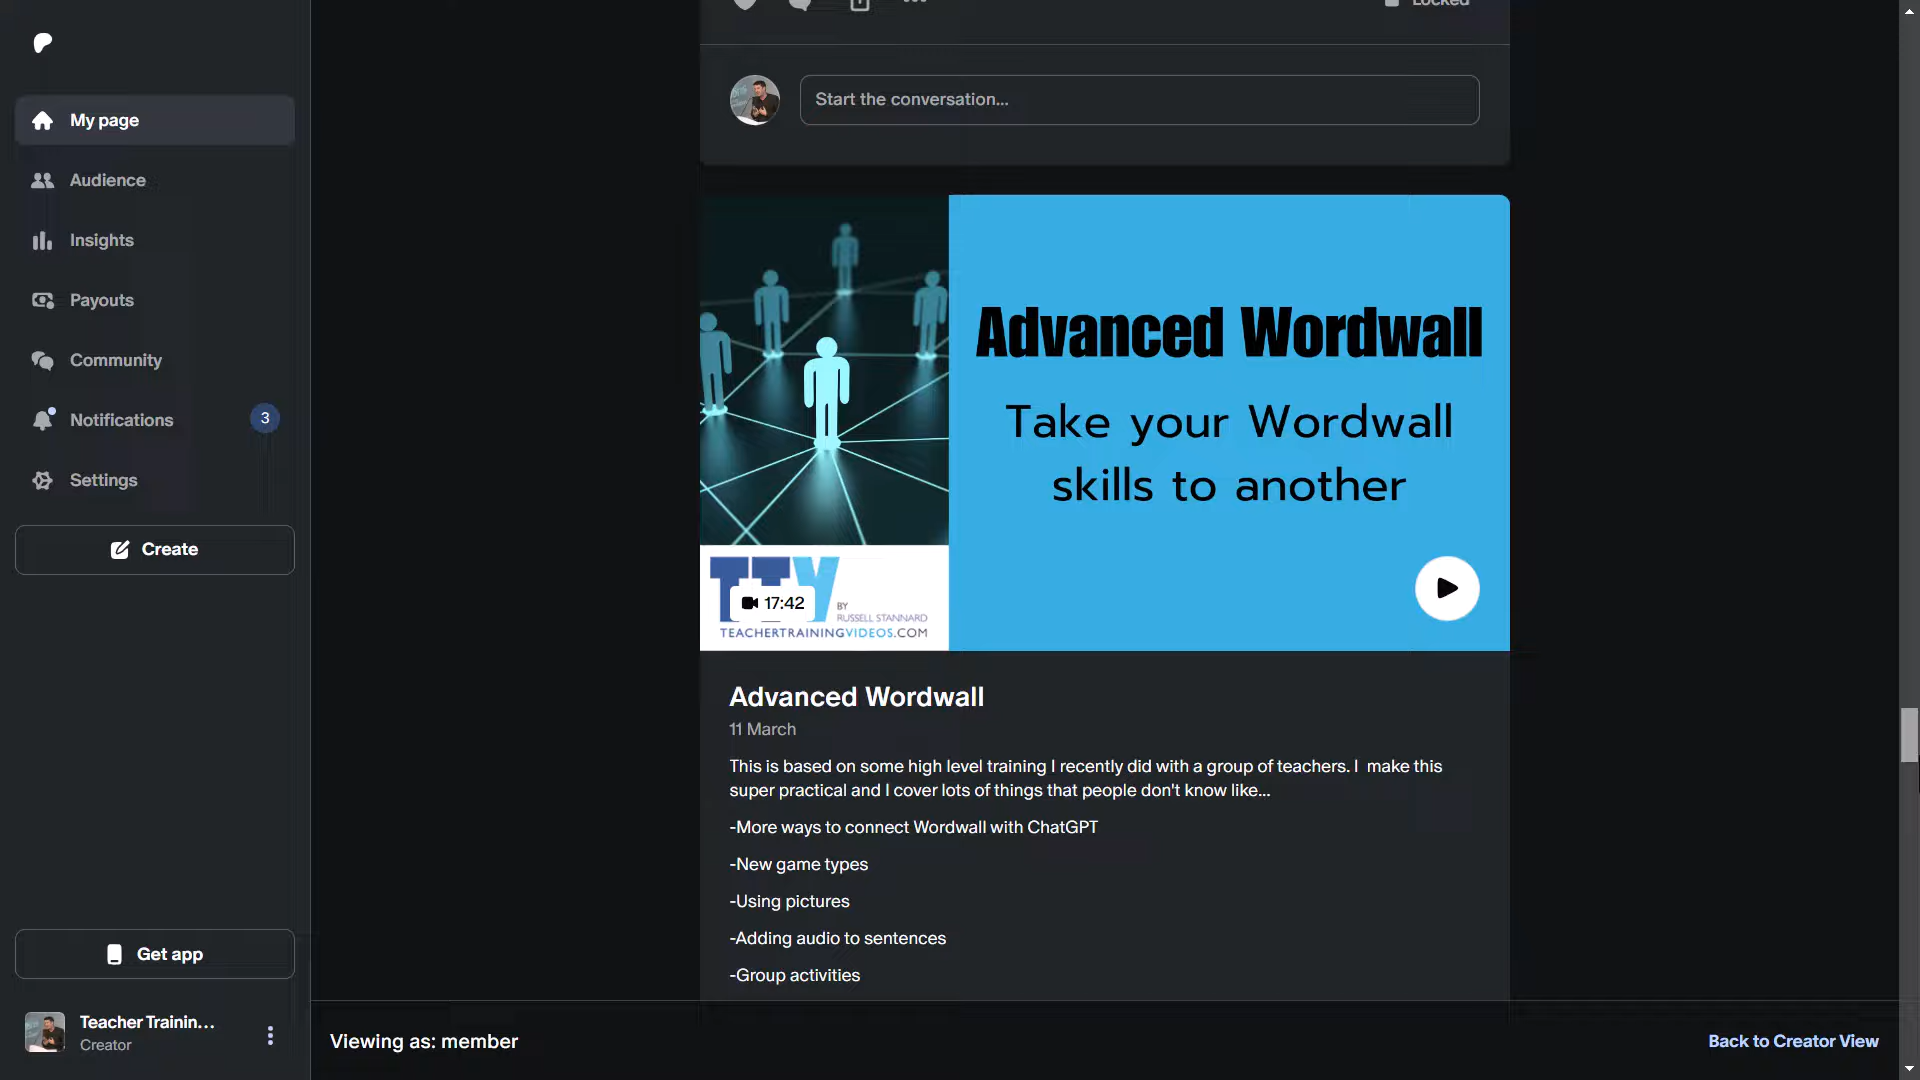 Locked
Start the conversation...
My page
Audience
Insights
Payouts
Community
Notifications
3
Settings
Create
Advanced Wordwall
Take your Wordwall
skills to another
TTV
17:42
BY
RUSSELL STANNARD
TEACHERTRAININGVIDEOS.COM
Advanced Wordwall
11 March
This is based on some high level training I recently did with a group of teachers. I  make this
super practical and I cover lots of things that people don't know like...
-More ways to connect Wordwall with ChatGPT
-New game types
-Using pictures
-Adding audio to sentences
-Group activities
Get app
Teacher Trainin...
Creator
Viewing as: member
Back to Creator View